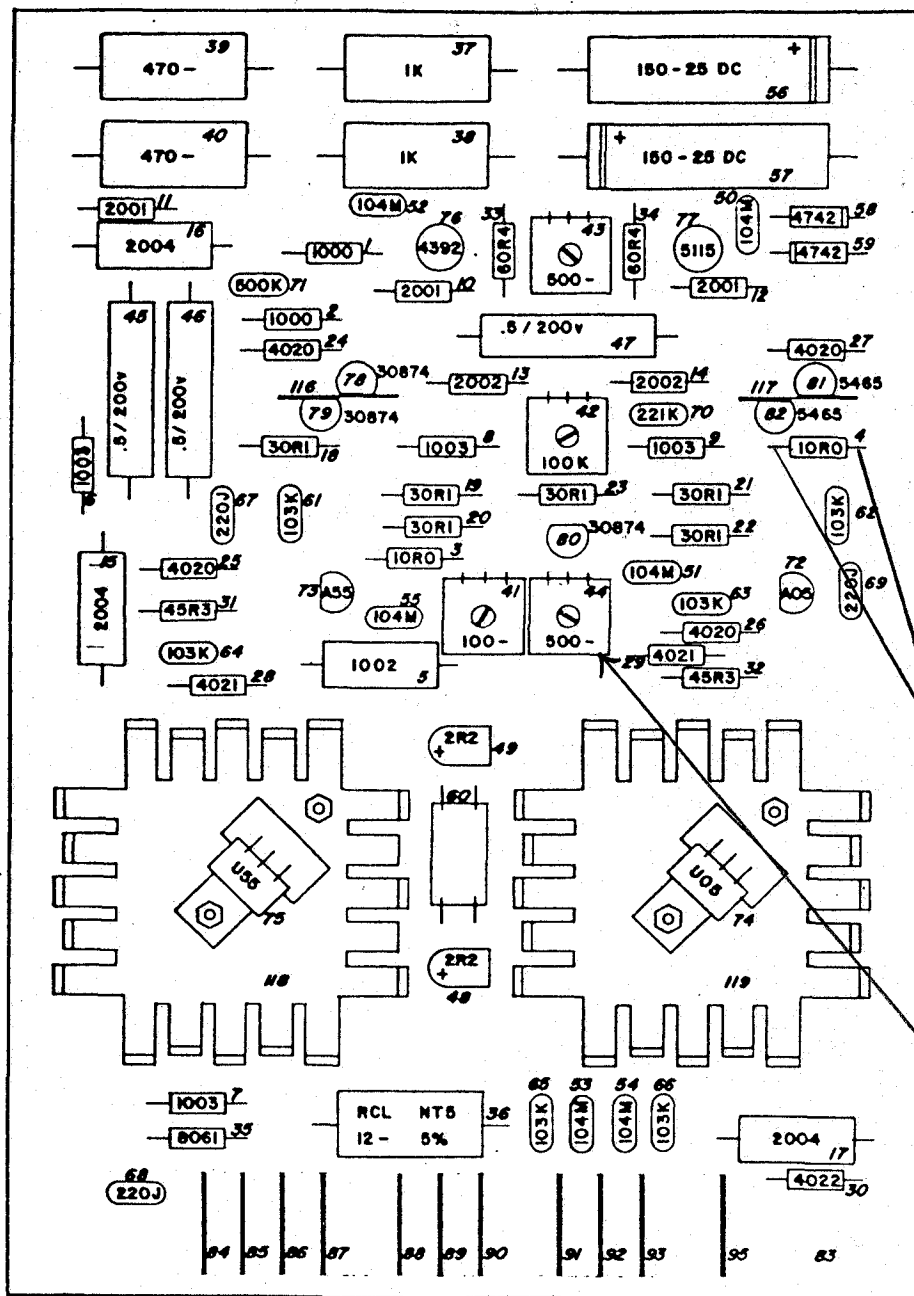 39 37 + 
470- 1K 150-25 DC
56
40 38 +
470- 1K 150-25 DC
57
2001 11 104M 52 50 104M
16 76 33 43 34 77 4742 58
2004 1000 1 4392 60R4 500- 60R4 5115 4742 59
500K 71 2001 10 2001 12
45 46 1000 2 .5/200v 47
4020 24 4020 27
.5/200v .5/200v 116 78 30874 2002 13 2002 14 117 81 5465
79 30874 42 221K 70 82 5465
1003 6 30R1 18 1003 8 100K 1003 9 10R0 4
220J 67 103K 61 30R1 19 30R1 23 30R1 21 103K 62
30R1 20 80 30874 30R1 22
10R0 3
15 4020 25 73 A55 41 44 104M 51 72 A05 220J 69
2004 45R3 31 104M 55 100- 500- 103K 63
4020 26
103K 64 1002 5 29 4021
4021 28 45R3 32
+2R2 49
60
U55 U05
75 74
+2R2 48
118 119
1003 7 RCL NT5 36 65 103K 53 104M 54 104M 66 103K
8061 35 12- 5% 2004 17
68 4022 30
220J
84 85 86 87 88 89 90 91 92 93 95 83